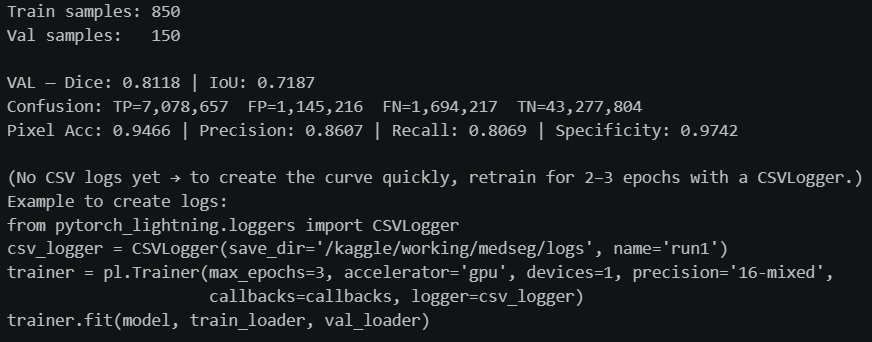 Train samples: 850
Val samples:   150
VAL — Dice: 0.8118 | IoU: 0.7187
Confusion: TP=7,078,657  FP=1,145,216  FN=1,694,217  TN=43,277,804
Pixel Acc: 0.9466 | Precision: 0.8607 | Recall: 0.8069 | Specificity: 0.9742
(No CSV logs yet → to create the curve quickly, retrain for 2–3 epochs with a CSVLogger.)
Example to create logs:
from pytorch_lightning.loggers import CSVLogger
csv_logger = CSVLogger(save_dir='/kaggle/working/medseg/logs', name='run1')
trainer = pl.Trainer(max_epochs=3, accelerator='gpu', devices=1, precision='16-mixed',
                     callbacks=callbacks, logger=csv_logger)
trainer.fit(model, train_loader, val_loader)